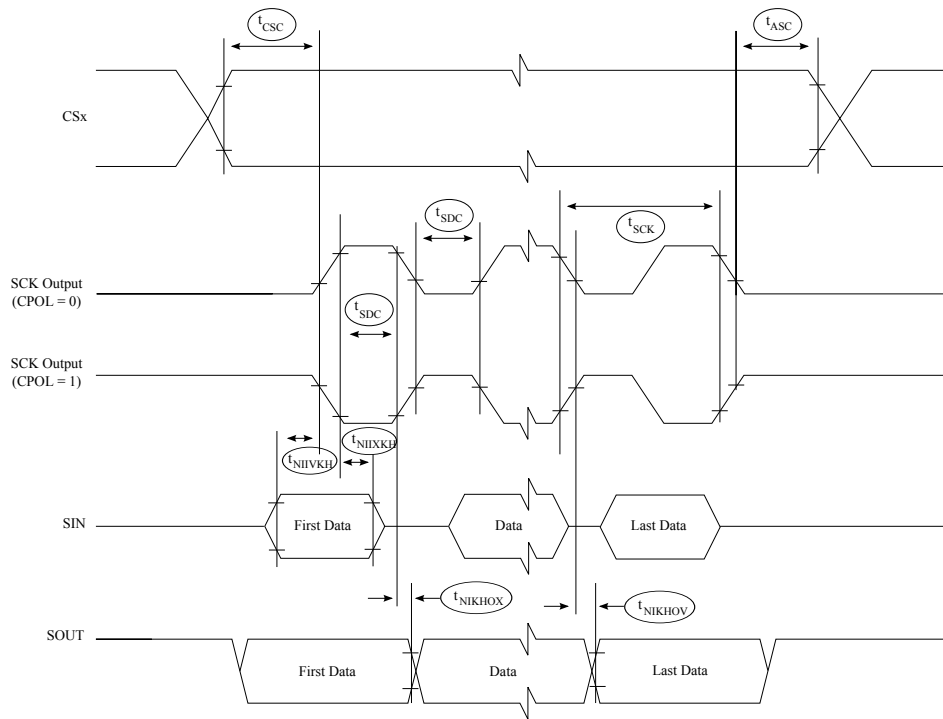 tCSC
tASC
CSx
tSDC
tSCK
SCK Output
(CPOL = 0)
tSDC
SCK Output
(CPOL = 1)
tNIIVKH
tNIIXKH
SIN
First Data
Data
Last Data
tNIKHOX
tNIKHOV
SOUT
First Data
Data
Last Data